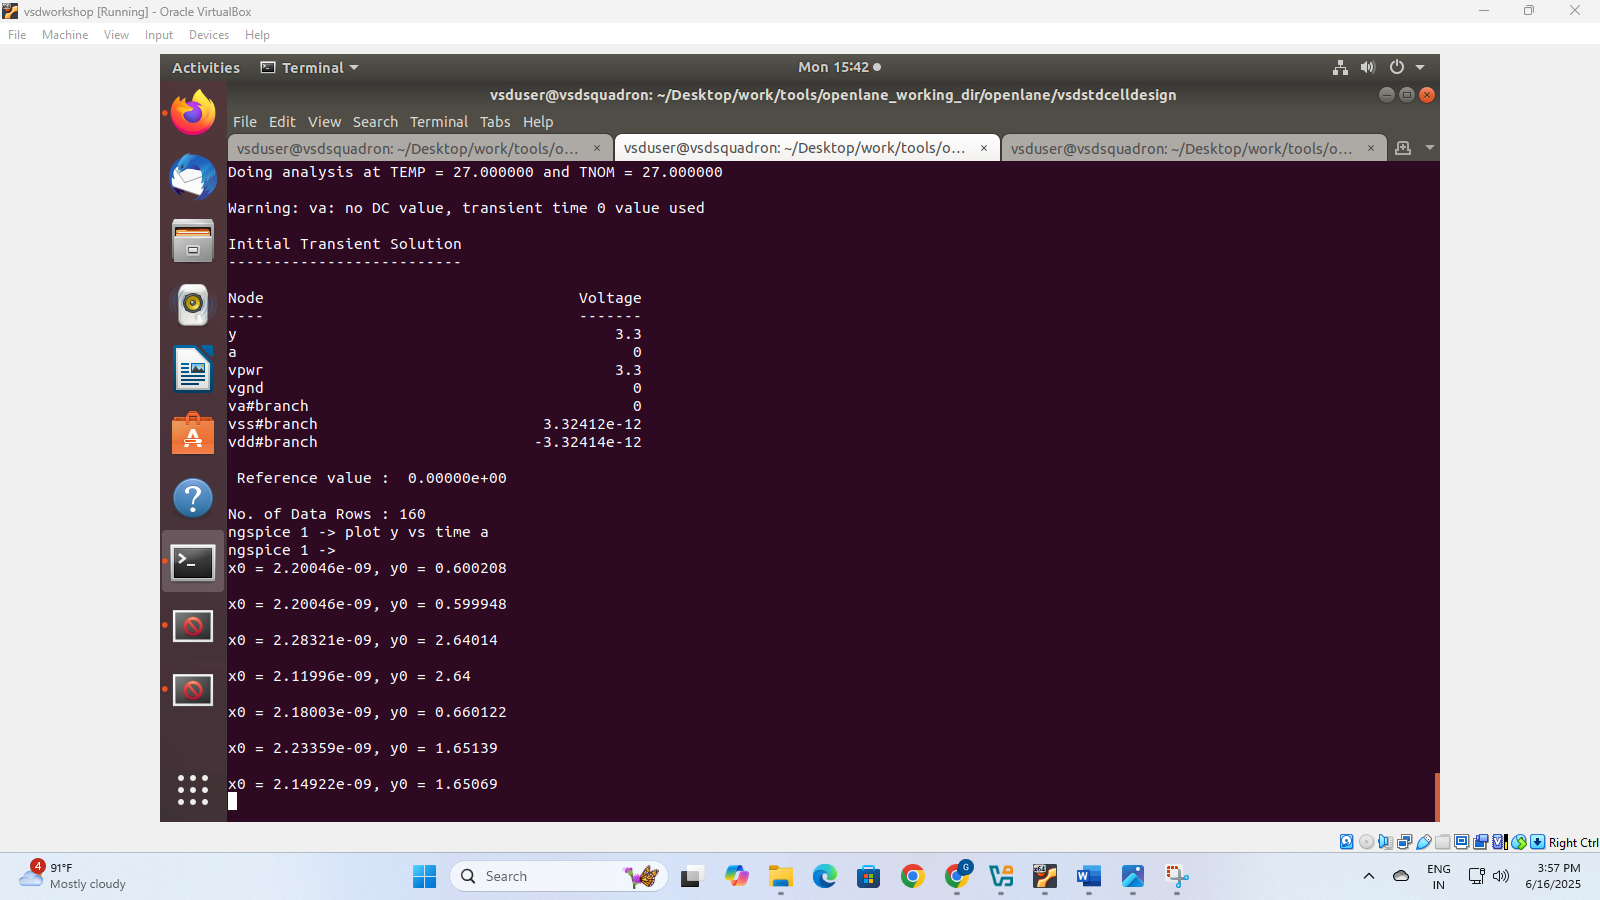 vsdworkshop [Running] - Oracle VirtualBox
File Machine View Input Devices Help
Activities Terminal Mon 15:42
vsduser@vsdsquadron: ~/Desktop/work/tools/openlane_working_dir/openlane/vsdstdcelldesign
File Edit View Search Terminal Tabs Help
vsduser@vsdsquadron: ~/Desktop/work/tools/o... × vsduser@vsdsquadron: ~/Desktop/work/tools/o... × vsduser@vsdsquadron: ~/Desktop/work/tools/o... ×
Doing analysis at TEMP = 27.000000 and TNOM = 27.000000
Warning: va: no DC value, transient time 0 value used
Initial Transient Solution
--------------------------
Node Voltage
---- -------
y 3.3
a 0
vpwr 3.3
vgnd 0
va#branch 0
vss#branch 3.32412e-12
vdd#branch -3.32414e-12
Reference value : 0.00000e+00
No. of Data Rows : 160
ngspice 1 -> plot y vs time a
ngspice 1 ->
x0 = 2.20046e-09, y0 = 0.600208
x0 = 2.20046e-09, y0 = 0.599948
x0 = 2.28321e-09, y0 = 2.64014
x0 = 2.11996e-09, y0 = 2.64
x0 = 2.18003e-09, y0 = 0.660122
x0 = 2.23359e-09, y0 = 1.65139
x0 = 2.14922e-09, y0 = 1.65069
Right Ctrl
4
91°F
Mostly cloudy
Search
G
x64
W
ENG
IN
3:57 PM
6/16/2025